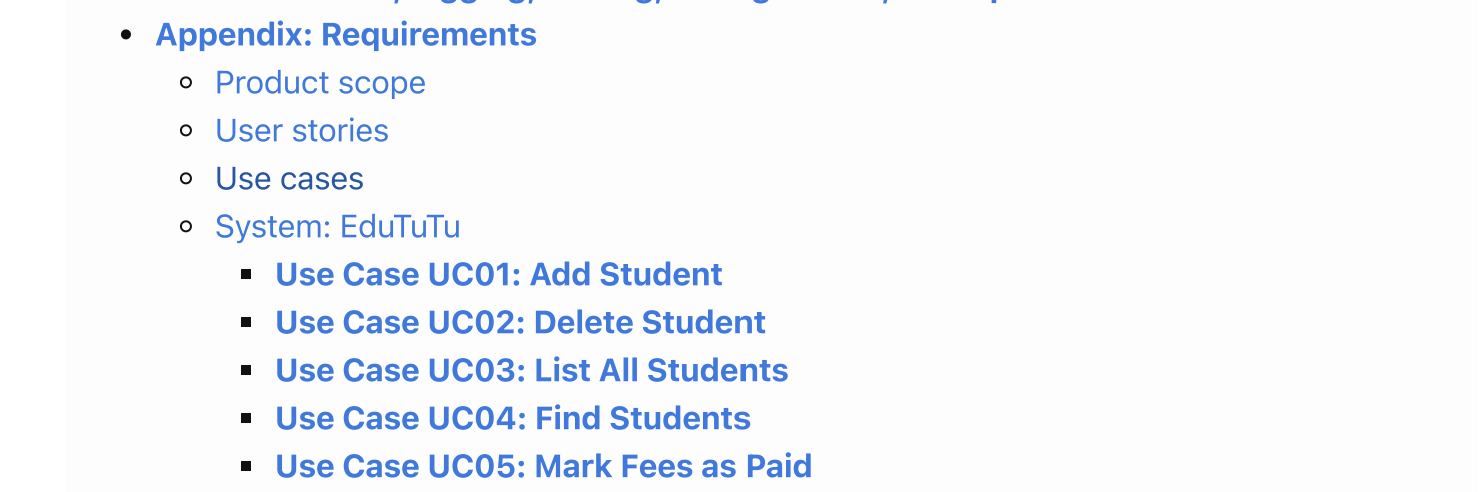 Appendix: Requirements
Product scope
User stories
Use cases
System: EduTuTu
Use Case UC01: Add Student
Use Case UC02: Delete Student
Use Case UC03: List All Students
Use Case UC04: Find Students
Use Case UC05: Mark Fees as Paid